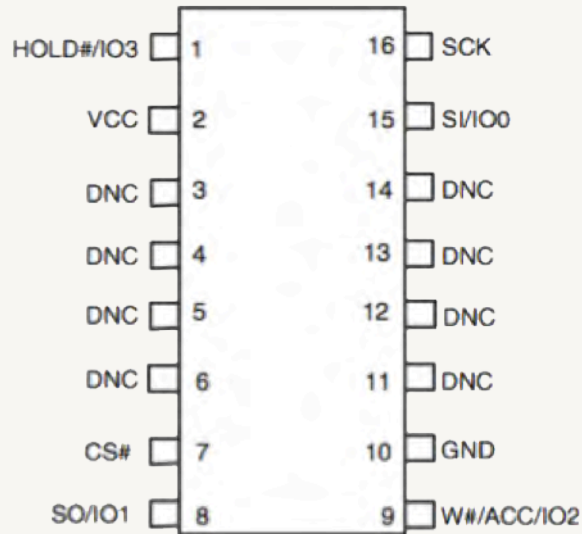 HOLD#/IO3 1 16 SCK
VCC 2 15 SI/IO0
DNC 3 14 DNC
DNC 4 13 DNC
DNC 5 12 DNC
DNC 6 11 DNC
CS# 7 10 GND
SO/IO1 8 9 W#/ACC/IO2